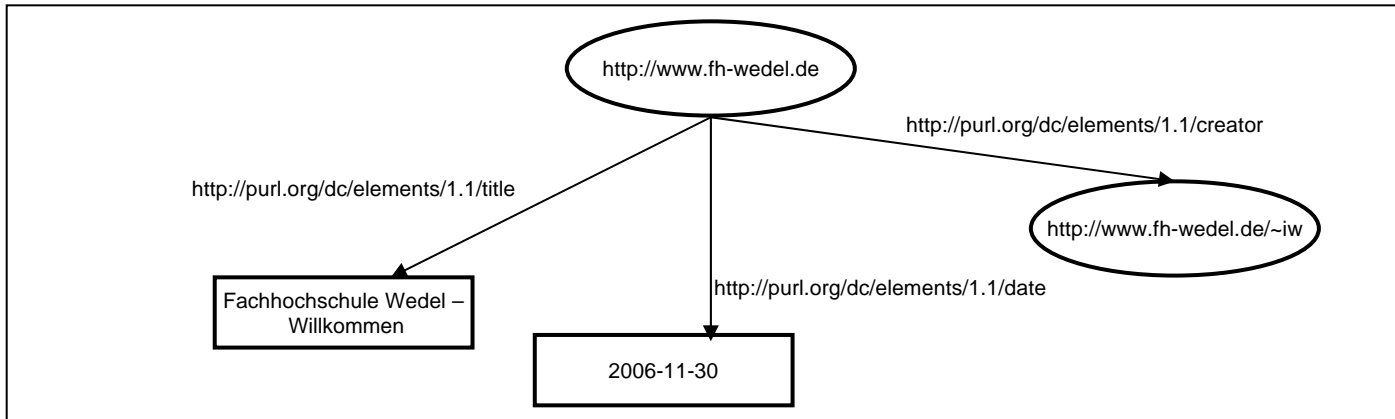 http://www.fh-wedel.de
http://purl.org/dc/elements/1.1/creator
http://purl.org/dc/elements/1.1/title
http://www.fh-wedel.de/~iw
http://purl.org/dc/elements/1.1/date
Fachhochschule Wedel –
Willkommen
2006-11-30